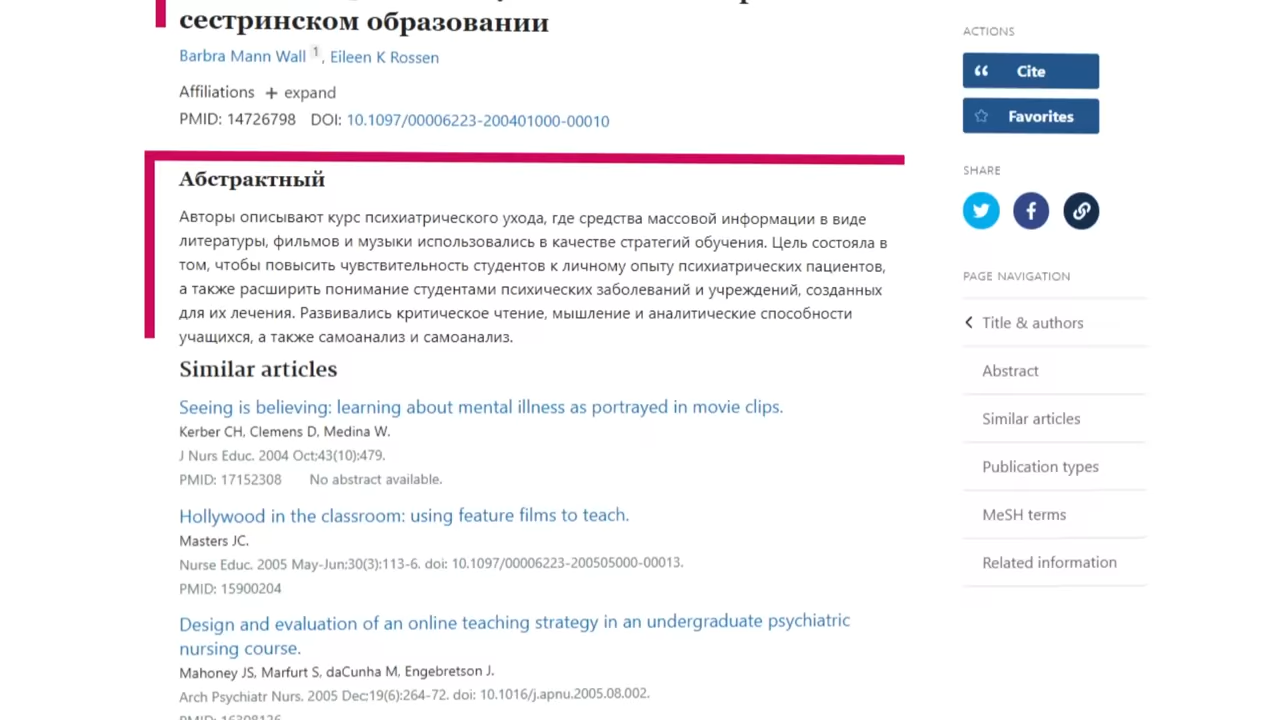 сестринском образовании
Barbra Mann Wall 1, Eileen K Rossen
Affiliations + expand
PMID: 14726798 DOI: 10.1097/00006223-200401000-00010
Абстрактный
Авторы описывают курс психиатрического ухода, где средства массовой информации в виде
литературы, фильмов и музыки использовались в качестве стратегий обучения. Цель состояла в
том, чтобы повысить чувствительность студентов к личному опыту психиатрических пациентов,
а также расширить понимание студентами психических заболеваний и учреждений, созданных
для их лечения. Развивались критическое чтение, мышление и аналитические способности
учащихся, а также самоанализ и самоанализ.
Similar articles
Seeing is believing: learning about mental illness as portrayed in movie clips.
Kerber CH, Clemens D, Medina W.
J Nurs Educ. 2004 Oct;43(10):479.
PMID: 17152308 No abstract available.
Hollywood in the classroom: using feature films to teach.
Masters JC.
Nurse Educ. 2005 May-Jun;30(3):113-6. doi: 10.1097/00006223-200505000-00013.
PMID: 15900204
Design and evaluation of an online teaching strategy in an undergraduate psychiatric
nursing course.
Mahoney JS, Marfurt S, daCunha M, Engebretson J.
Arch Psychiatr Nurs. 2005 Dec;19(6):264-72. doi: 10.1016/j.apnu.2005.08.002.
ACTIONS
Cite
Favorites
SHARE
PAGE NAVIGATION
Title & authors
Abstract
Similar articles
Publication types
MeSH terms
Related information